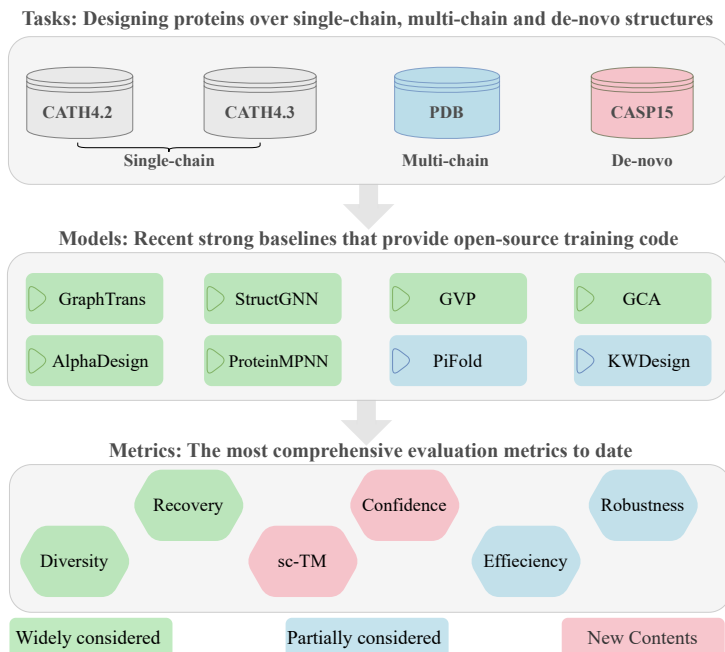 Tasks: Designing proteins over single-chain, multi-chain and de-novo structures
CATH4.2 CATH4.3 PDB CASP15
Single-chain Multi-chain De-novo
Models: Recent strong baselines that provide open-source training code
GraphTrans StructGNN GVP GCA
AlphaDesign ProteinMPNN PiFold KWDesign
Metrics: The most comprehensive evaluation metrics to date
Recovery Confidence Robustness
Diversity sc-TM Effieciency
Widely considered Partially considered New Contents